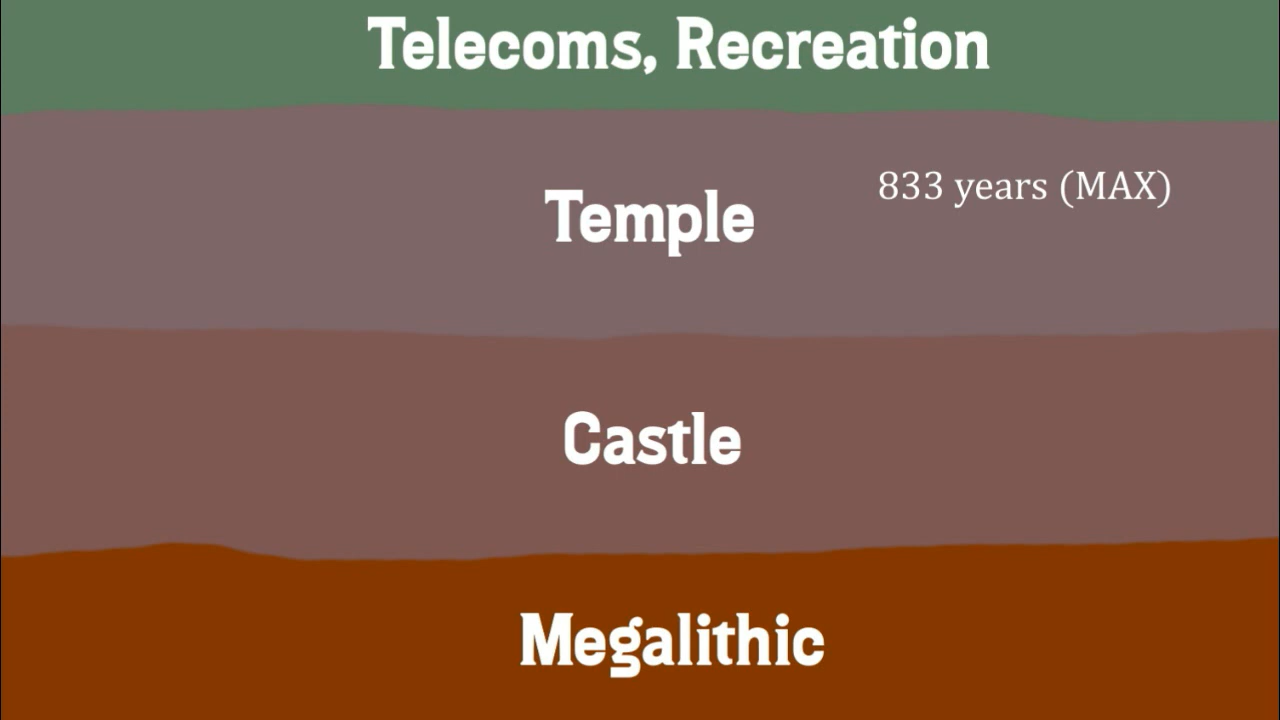 Telecoms, Recreation
833 years (MAX)
Temple
Castle
Megalithic